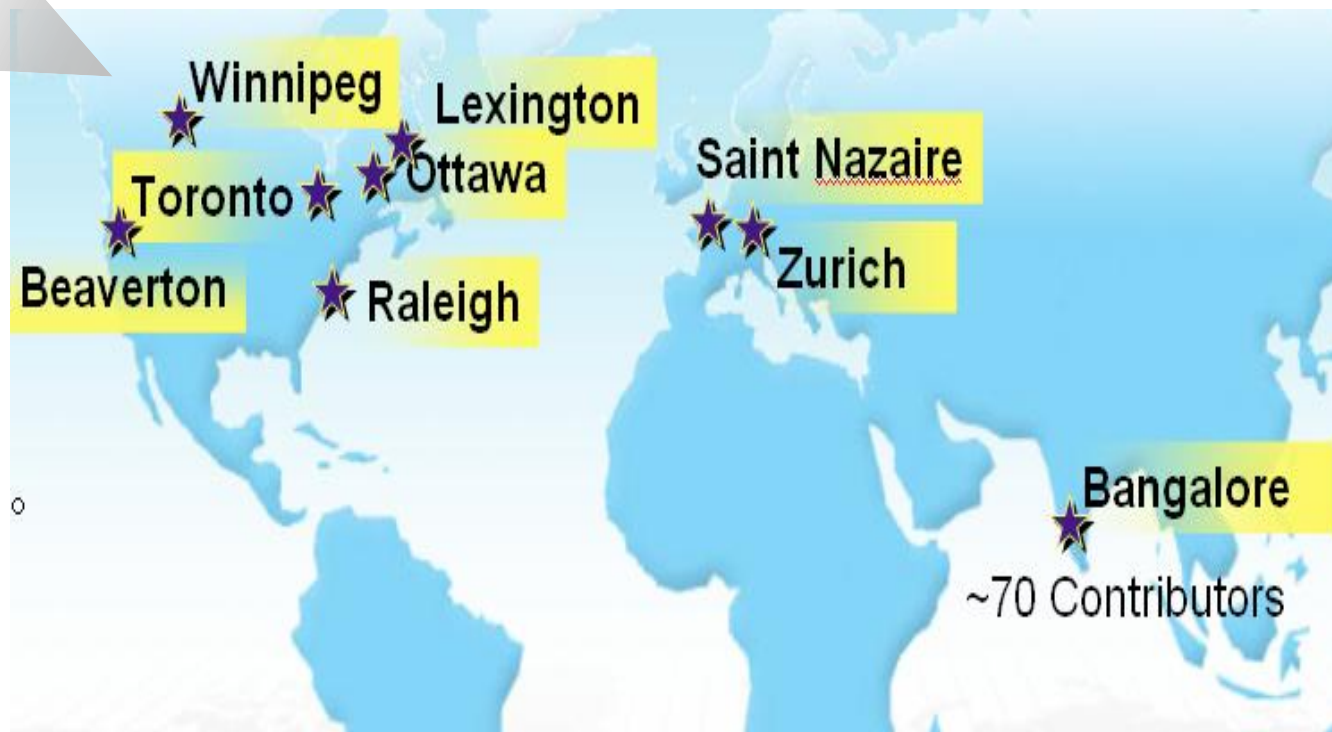 Winnipeg
Lexington
Saint Nazaire
Ottawa
Toronto
Zurich
Beaverton
Raleigh
Bangalore
~70 Contributors